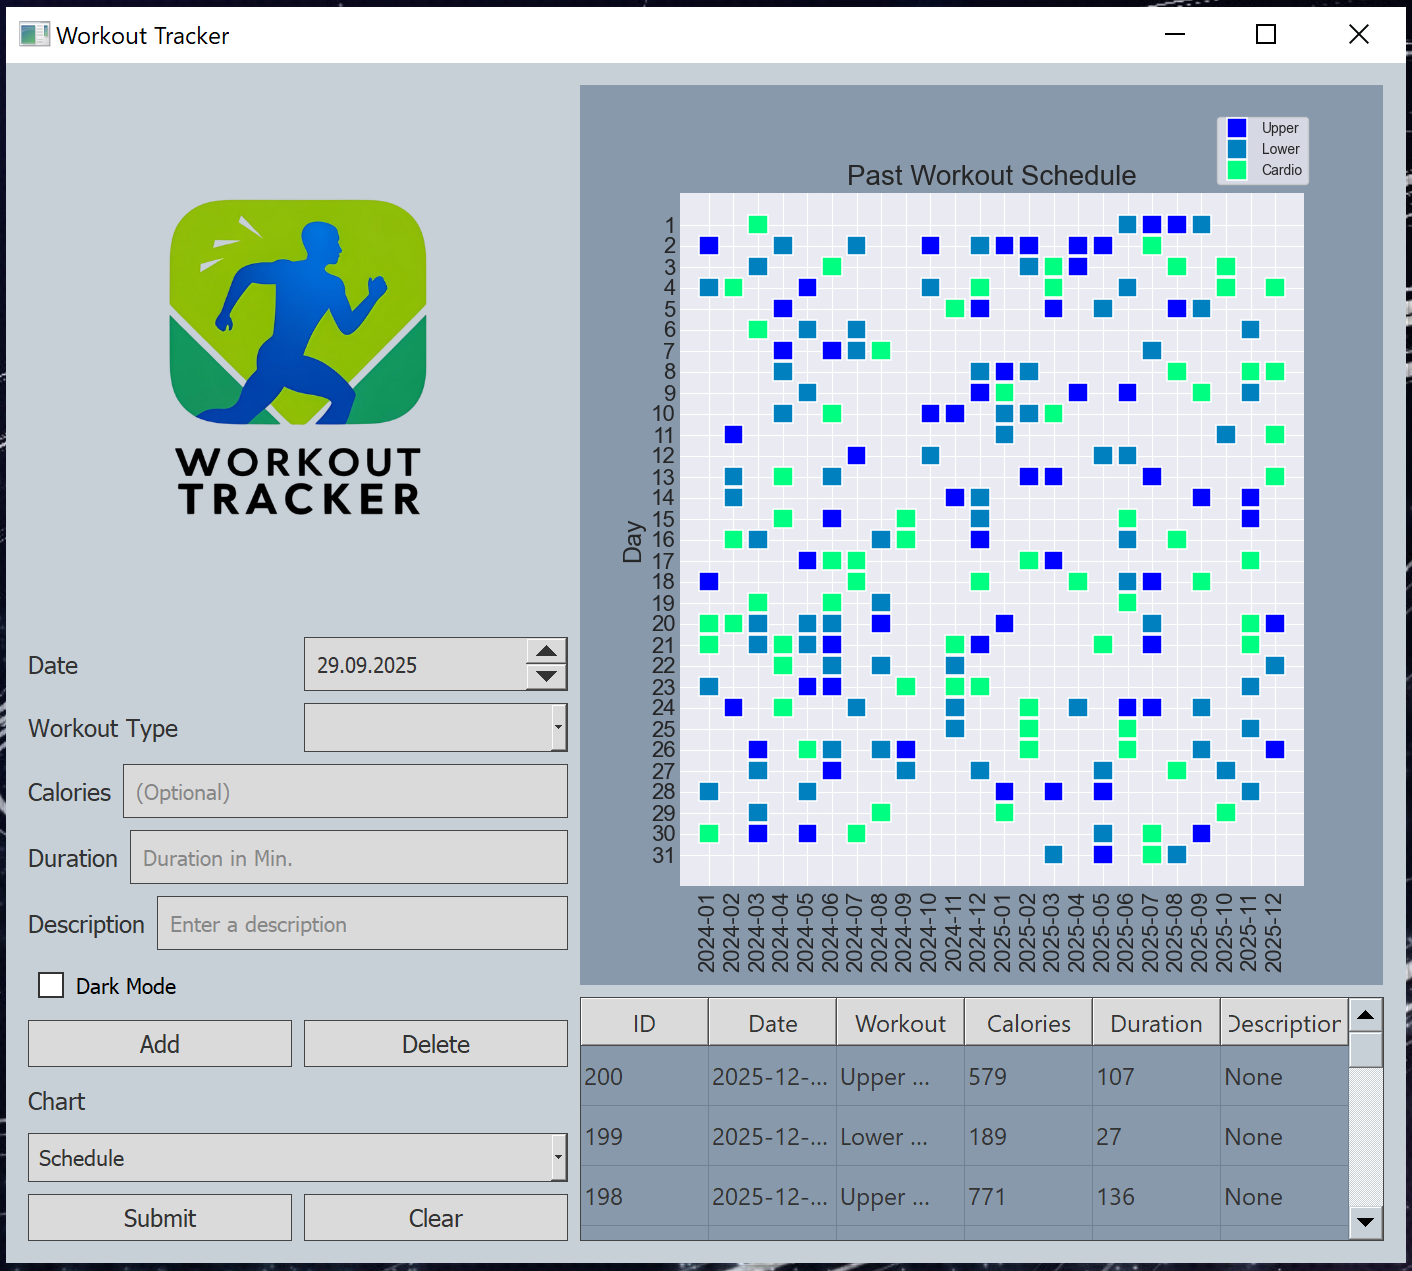 Workout Tracker
WORKOUT
TRACKER
Date
29.09.2025
Workout Type
Calories
(Optional)
Duration
Duration in Min.
Description
Enter a description
Dark Mode
Add
Delete
Chart
Schedule
Submit
Clear
Upper
Lower
Cardio
Past Workout Schedule
Day
1
2
3
4
5
6
7
8
9
10
11
12
13
14
15
16
17
18
19
20
21
22
23
24
25
26
27
28
29
30
31
2024-01
2024-02
2024-03
2024-04
2024-05
2024-06
2024-07
2024-08
2024-09
2024-10
2024-11
2024-12
2025-01
2025-02
2025-03
2025-04
2025-05
2025-06
2025-07
2025-08
2025-09
2025-10
2025-11
2025-12
ID Date Workout Calories Duration Description
200 2025-12-... Upper ... 579 107 None
199 2025-12-... Lower ... 189 27 None
198 2025-12-... Upper ... 771 136 None